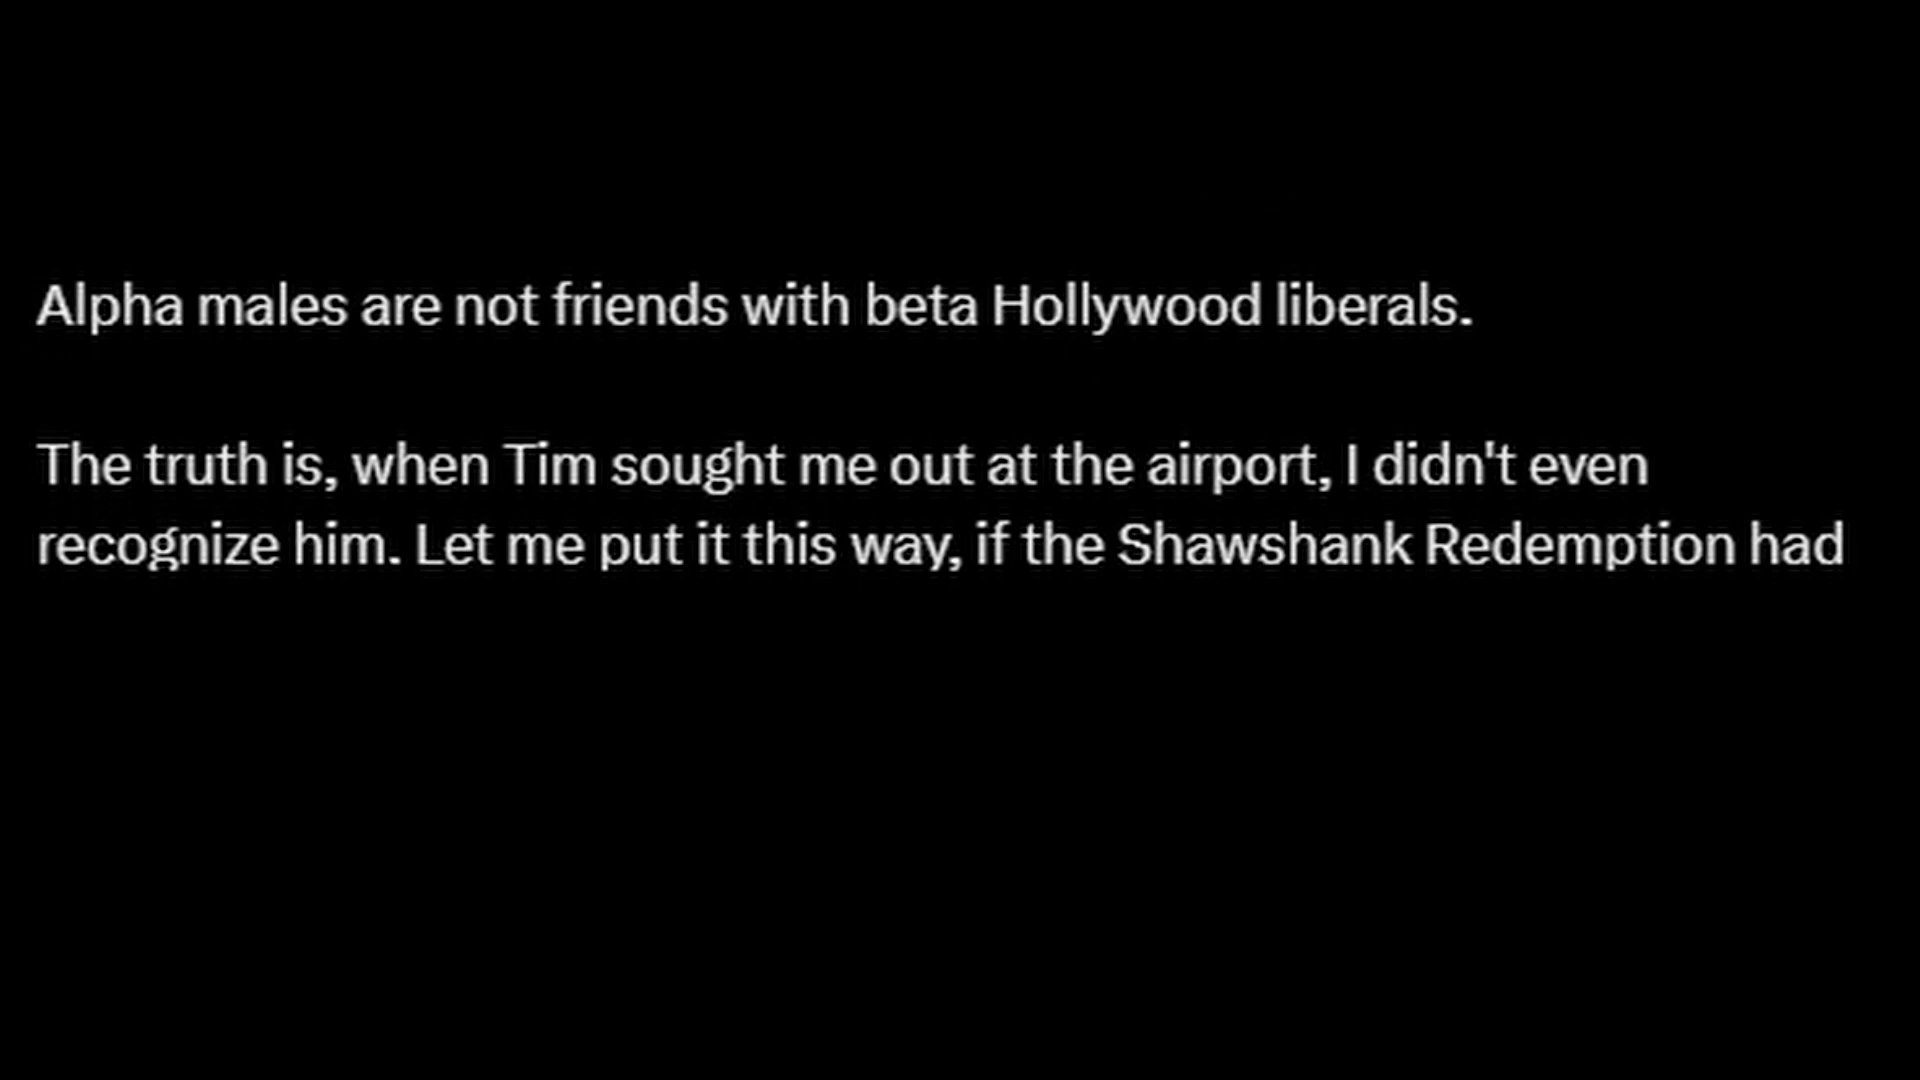 Alpha males are not friends with beta Hollywood liberals.
The truth is, when Tim sought me out at the airport, I didn't even
recognize him. Let me put it this way, if the Shawshank Redemption had